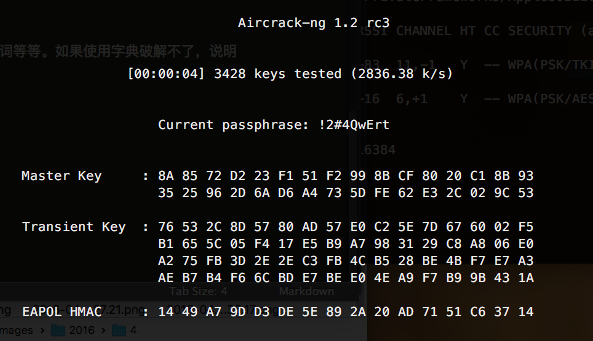 Aircrack-ng 1.2 rc3
SSI CHANNEL HT CC SECURITY (a
词等等。如果使用字典破解不了，说明
11,-1 Y -- WPA(PSK/TKI
[00:00:04] 3428 keys tested (2836.38 k/s)
-16 6,+1 Y -- WPA(PSK/AES
Current passphrase: !2#4QwErt
.6384
Master Key : 8A 85 72 D2 23 F1 51 F2 99 8B CF 80 20 C1 8B 93
35 25 96 2D 6A D6 A4 73 5D FE 62 E3 2C 02 9C 53
Transient Key : 76 53 2C 8D 57 80 AD 57 E0 C2 5E 7D 67 60 02 F5
B1 65 5C 05 F4 17 E5 B9 A7 98 31 29 C8 A8 06 E0
A2 75 FB 3D 2E 2E C3 FB 4C B5 28 BE 4B F7 E7 A3
AE B7 B4 F6 6C BD E7 BE E0 4E A9 F7 B9 9B 43 1A
Tab Size: 4 Markdown
EAPOL HMAC : 14 49 A7 9D D3 DE 5E 89 2A 20 AD 71 51 C6 37 14
mages › 2016 › 4